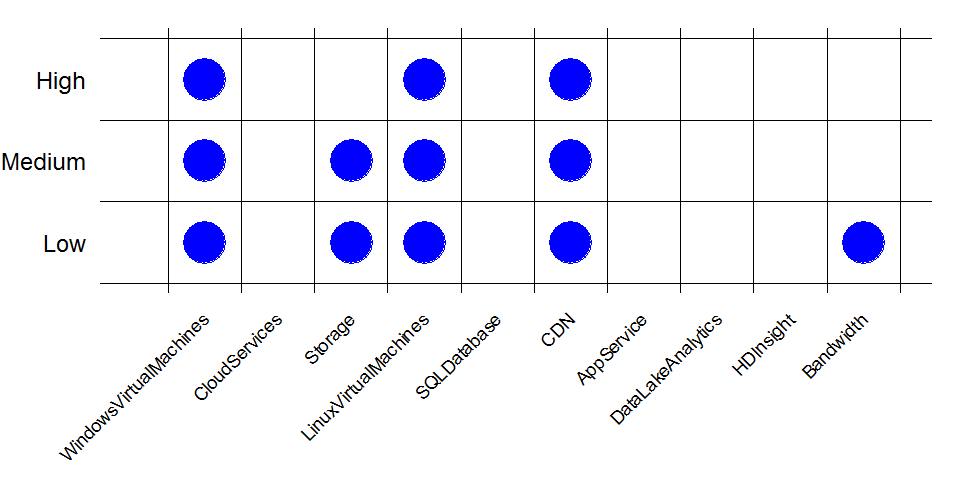 High
Medium
Low
WindowsVirtualMachines
CloudServices
Storage
LinuxVirtualMachines
SQLDatabase
CDN
AppService
DataLakeAnalytics
HDInsight
Bandwidth